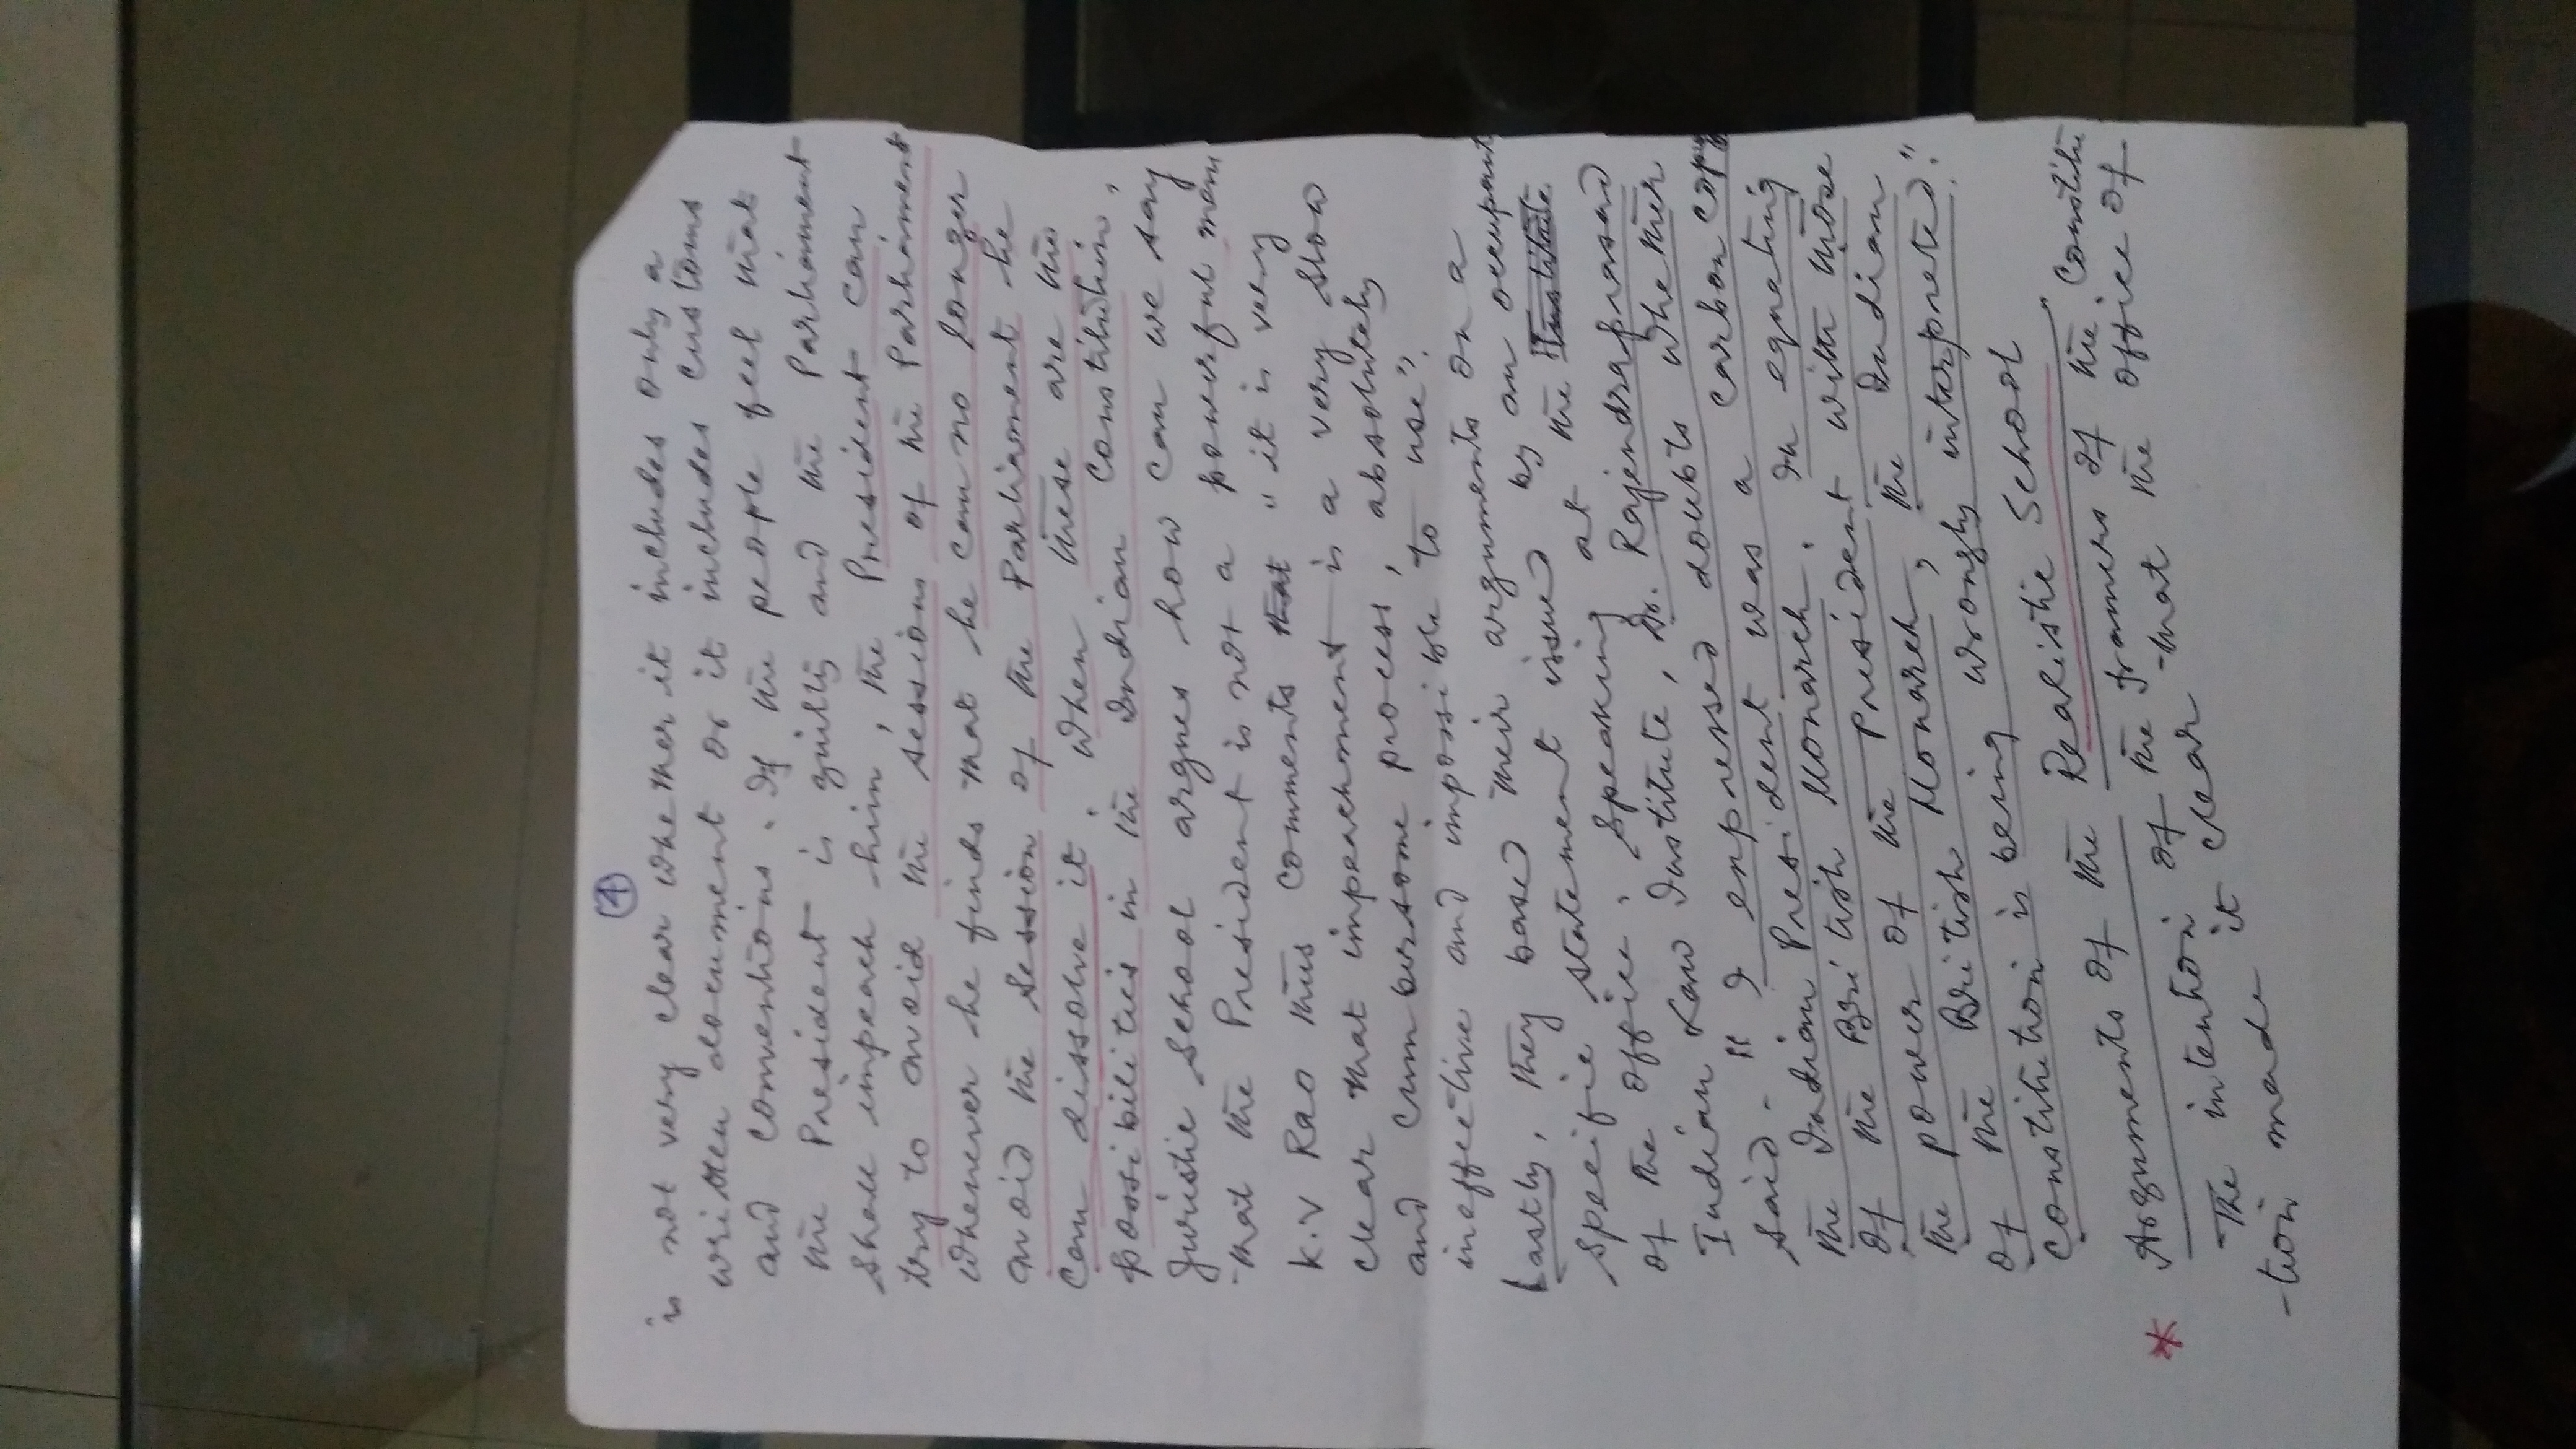 4
is not very clear whether it includes only a
written document or it includes customs
and conventions. If the people feel that
the President is guilty and the Parliament
shall impeach him, the President can
try to avoid the sessions of the Parliament
whenever he finds that he can no longer
avoid the session of the Parliament he
can dissolve it. When these are the
possibilities in the Indian Constitution,
Juristic School argues how can we say
that the President is not a powerful man
K.V Rao thus comments that " it is very
clear that impeachment is a very slow
and cumbursome process, absolutely
ineffective and impossible to use".
Lastly, they based their arguments on a
specific statement issued by an occupant
of the office. Speaking at the Institute
Indian Law Institute, Dr. Rajendraprasad
said - " I expressed doubts whether
the Indian President was a carbon copy
of the British Monarch. In equating
the power of the President with those
of the British Monarch, the Indian
Constitution is being wrongly interpreted."
* Arguments of the Realistic School
The intention of the framers of the Constitu
-tion made it clear that the office of